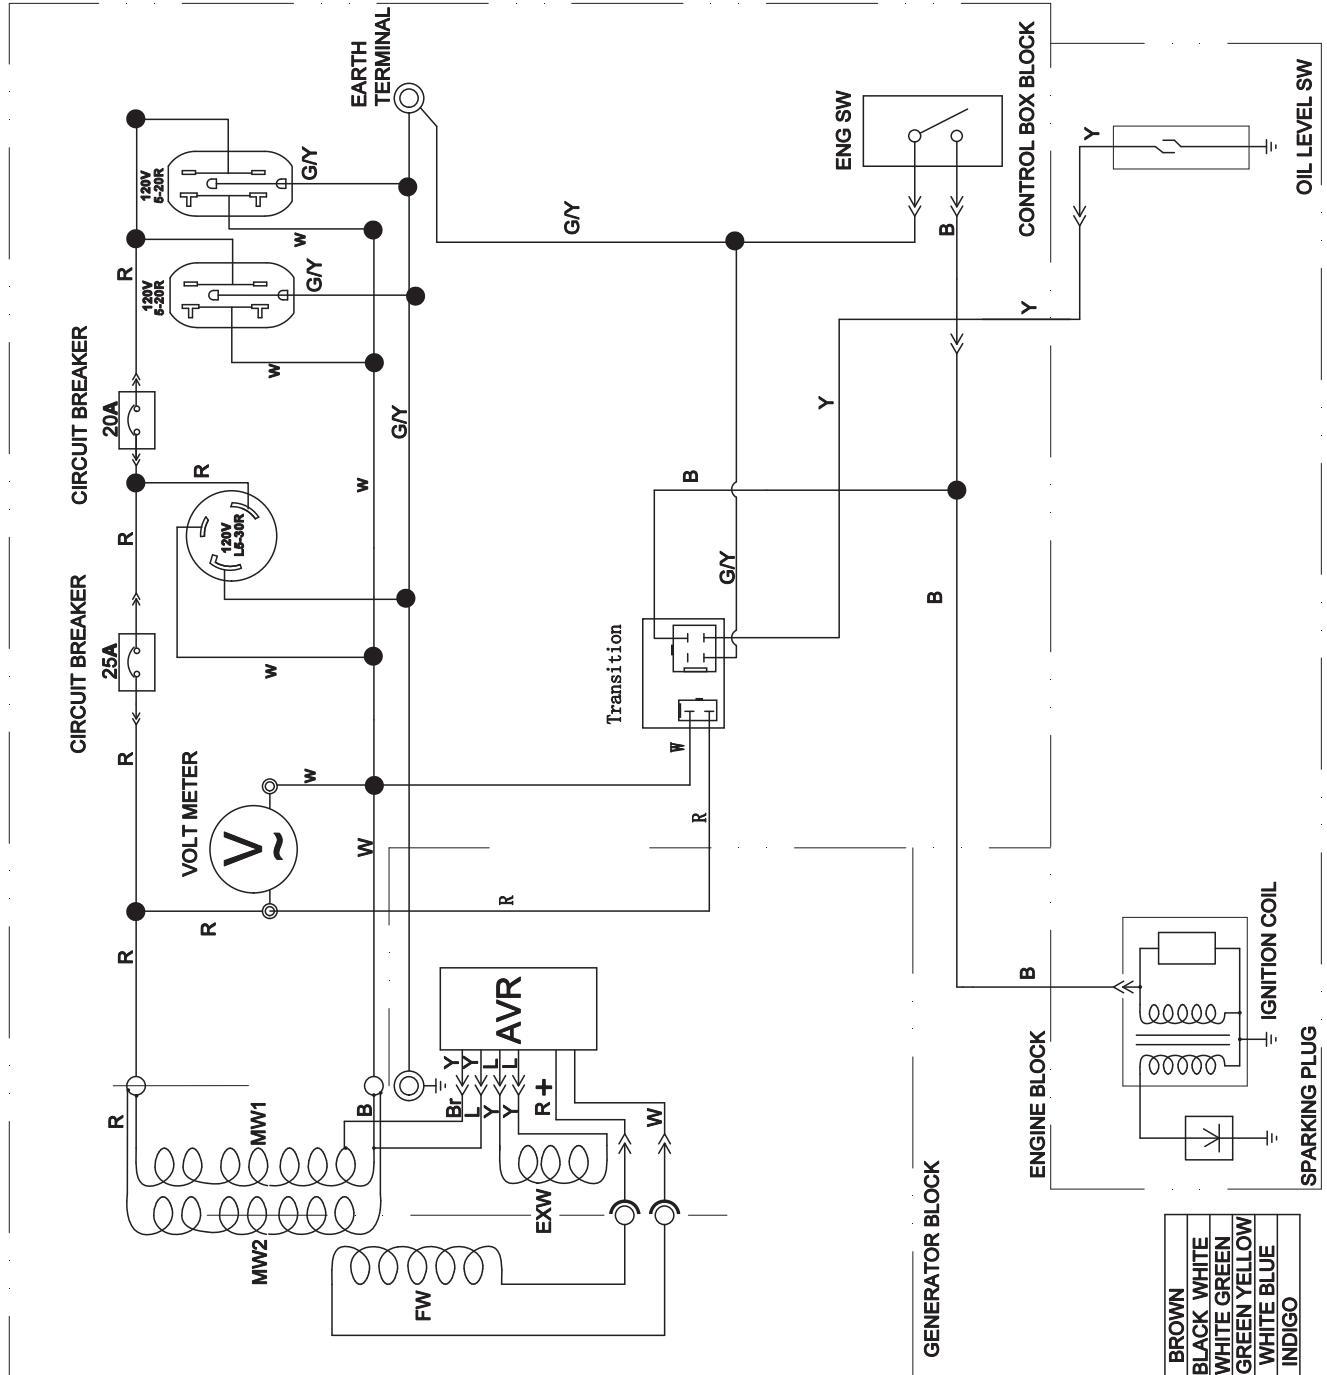 EARTH
TERMINAL
120V
5-20R
G/Y
W
R
120V
5-20R
G/Y
W
CIRCUIT BREAKER
20A
R
G/Y
W
R
120V
L5-30R
CIRCUIT BREAKER
25A
W
R
VOLT METER
V
~
W
W
R
R
R
ENG SW
CONTROL BOX BLOCK
G/Y
B
Y
Y
OIL LEVEL SW
Y
B
G/Y
Transition
W
R
B
AVR
Y
Y
L
L
Br
L
Y
Y
R +
W
R
B
MW1
MW2
EXW
FW
GENERATOR BLOCK
B
ENGINE BLOCK
IGNITION COIL
SPARKING PLUG
BROWN
BLACK WHITE
WHITE GREEN
GREEN YELLOW
WHITE BLUE
INDIGO